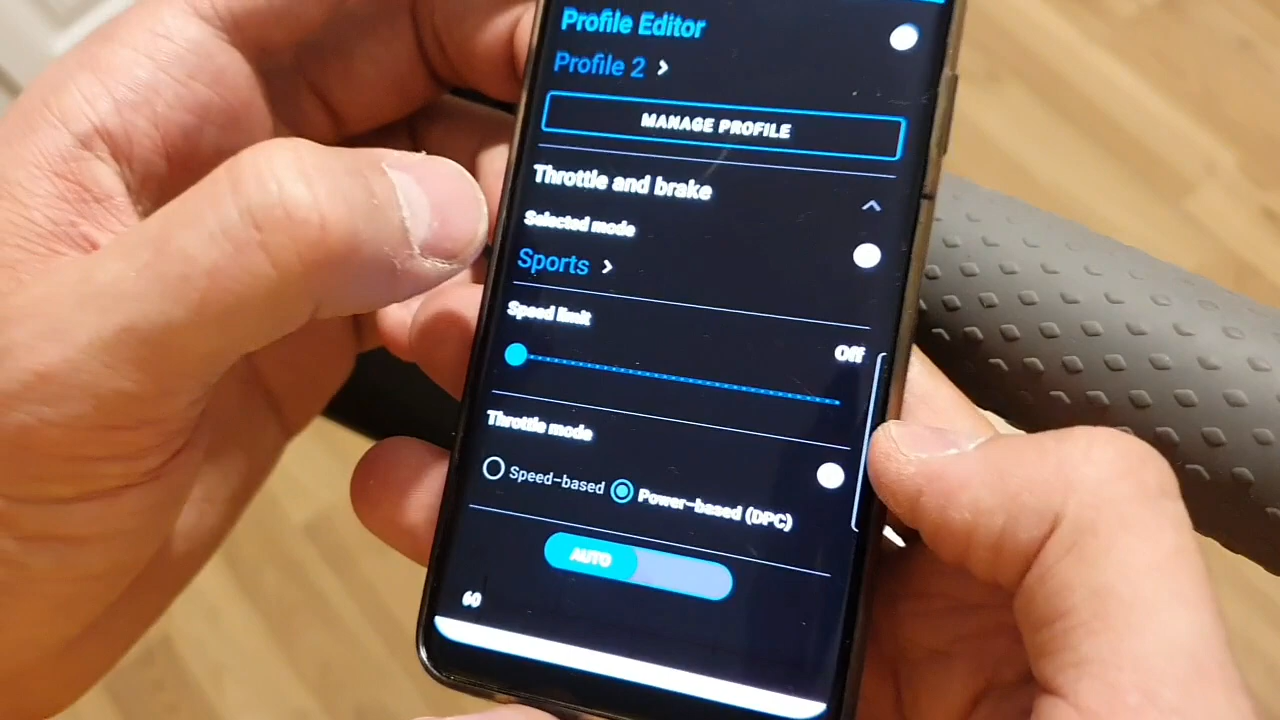 Profile Editor
Profile 2 >
MANAGE PROFILE
Throttle and brake
Selected mode
Sports >
Speed limit
Off
Throttle mode
Speed-based Power-based (DPC)
AUTO
60